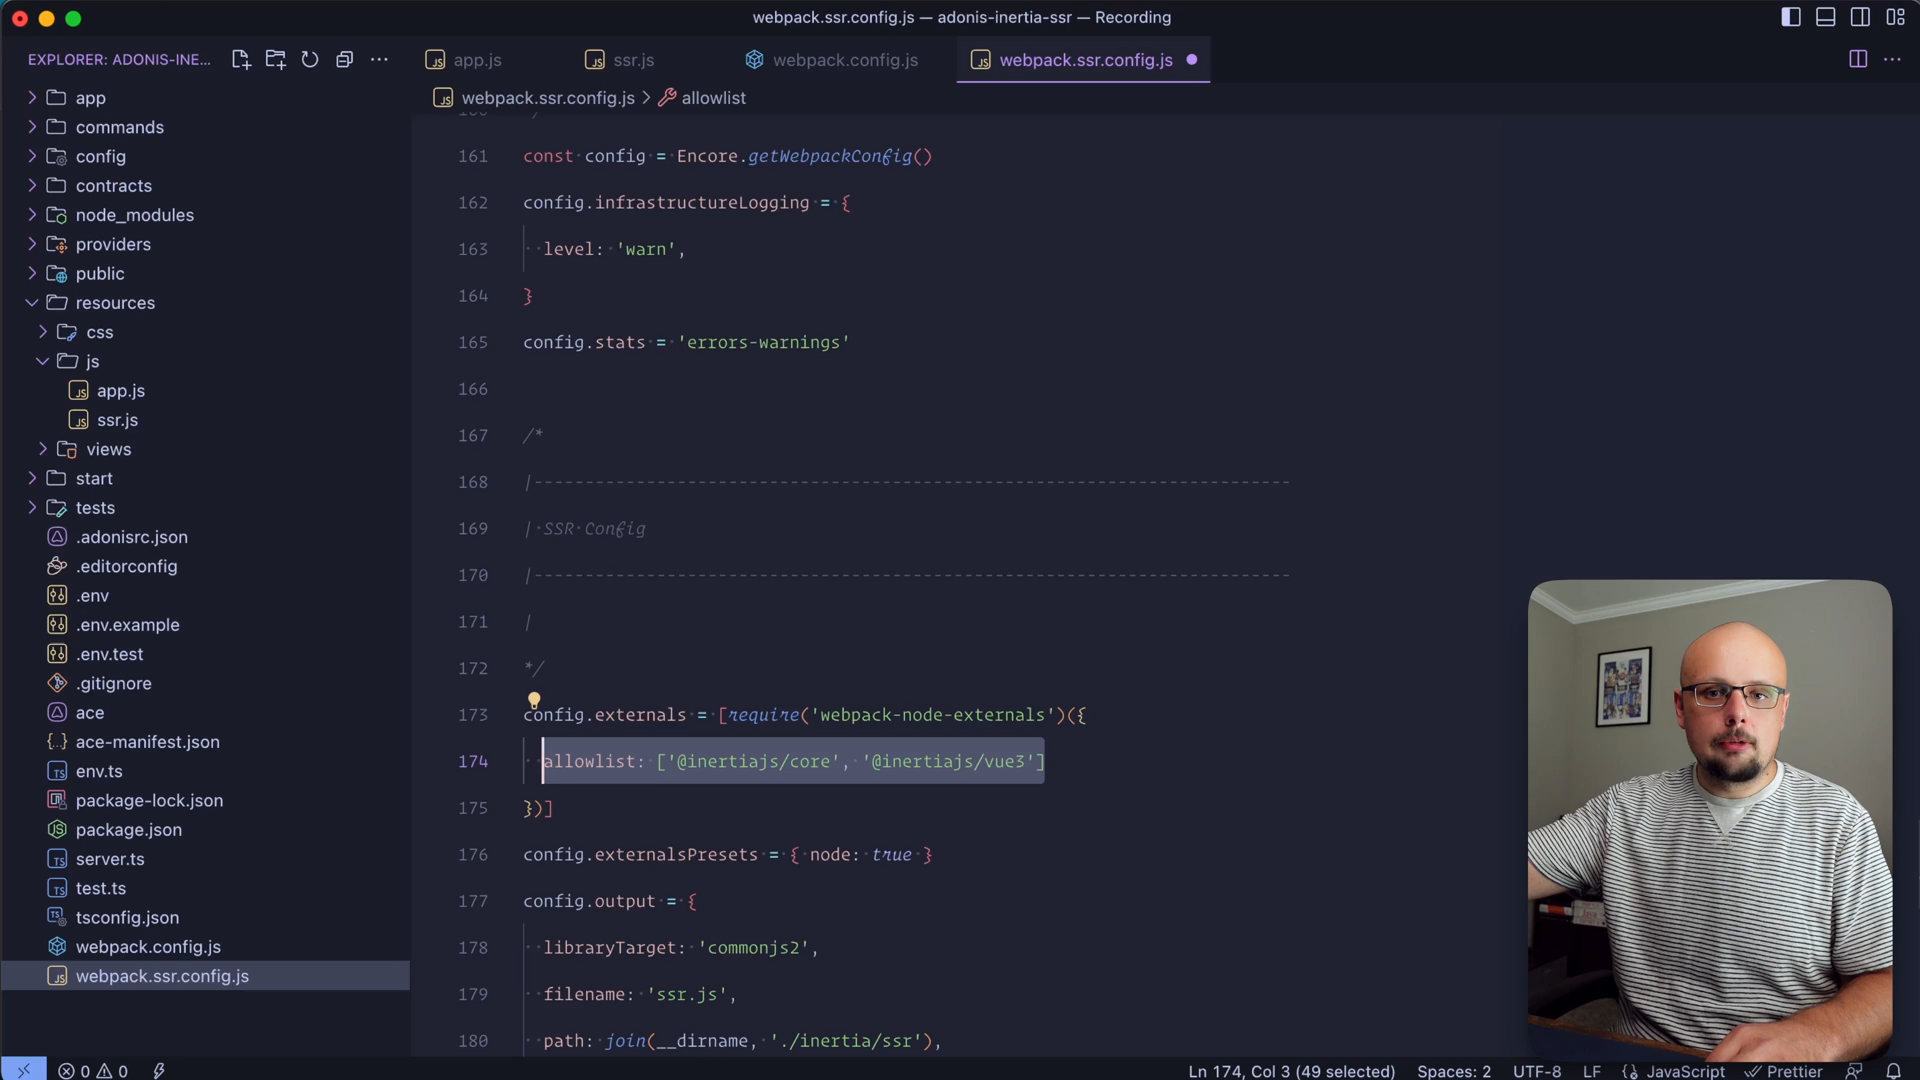 webpack.ssr.config.js — adonis-inertia-ssr — Recording
EXPLORER: ADONIS-INE...
app.js
ssr.js
webpack.config.js
webpack.ssr.config.js
webpack.ssr.config.js > allowlist
app
commands
config
contracts
node_modules
providers
public
resources
css
js
app.js
ssr.js
views
start
tests
.adonisrc.json
.editorconfig
.env
.env.example
.env.test
.gitignore
ace
ace-manifest.json
env.ts
package-lock.json
package.json
server.ts
test.ts
tsconfig.json
webpack.config.js
webpack.ssr.config.js
161 const config = Encore.getWebpackConfig()
162 config.infrastructureLogging = {
163 level: 'warn',
164 }
165 config.stats = 'errors-warnings'
166
167 /*
168 |--------------------------------------------------------------------------
169 | SSR Config
170 |--------------------------------------------------------------------------
171 |
172 */
173 config.externals = [require('webpack-node-externals')({
174 allowlist: ['@inertiajs/core', '@inertiajs/vue3']
175 })]
176 config.externalsPresets = { node: true }
177 config.output = {
178 libraryTarget: 'commonjs2',
179 filename: 'ssr.js',
180 path: join(__dirname, './inertia/ssr'),
0 0
Ln 174, Col 3 (49 selected)
Spaces: 2
UTF-8
LF
JavaScript
Prettier